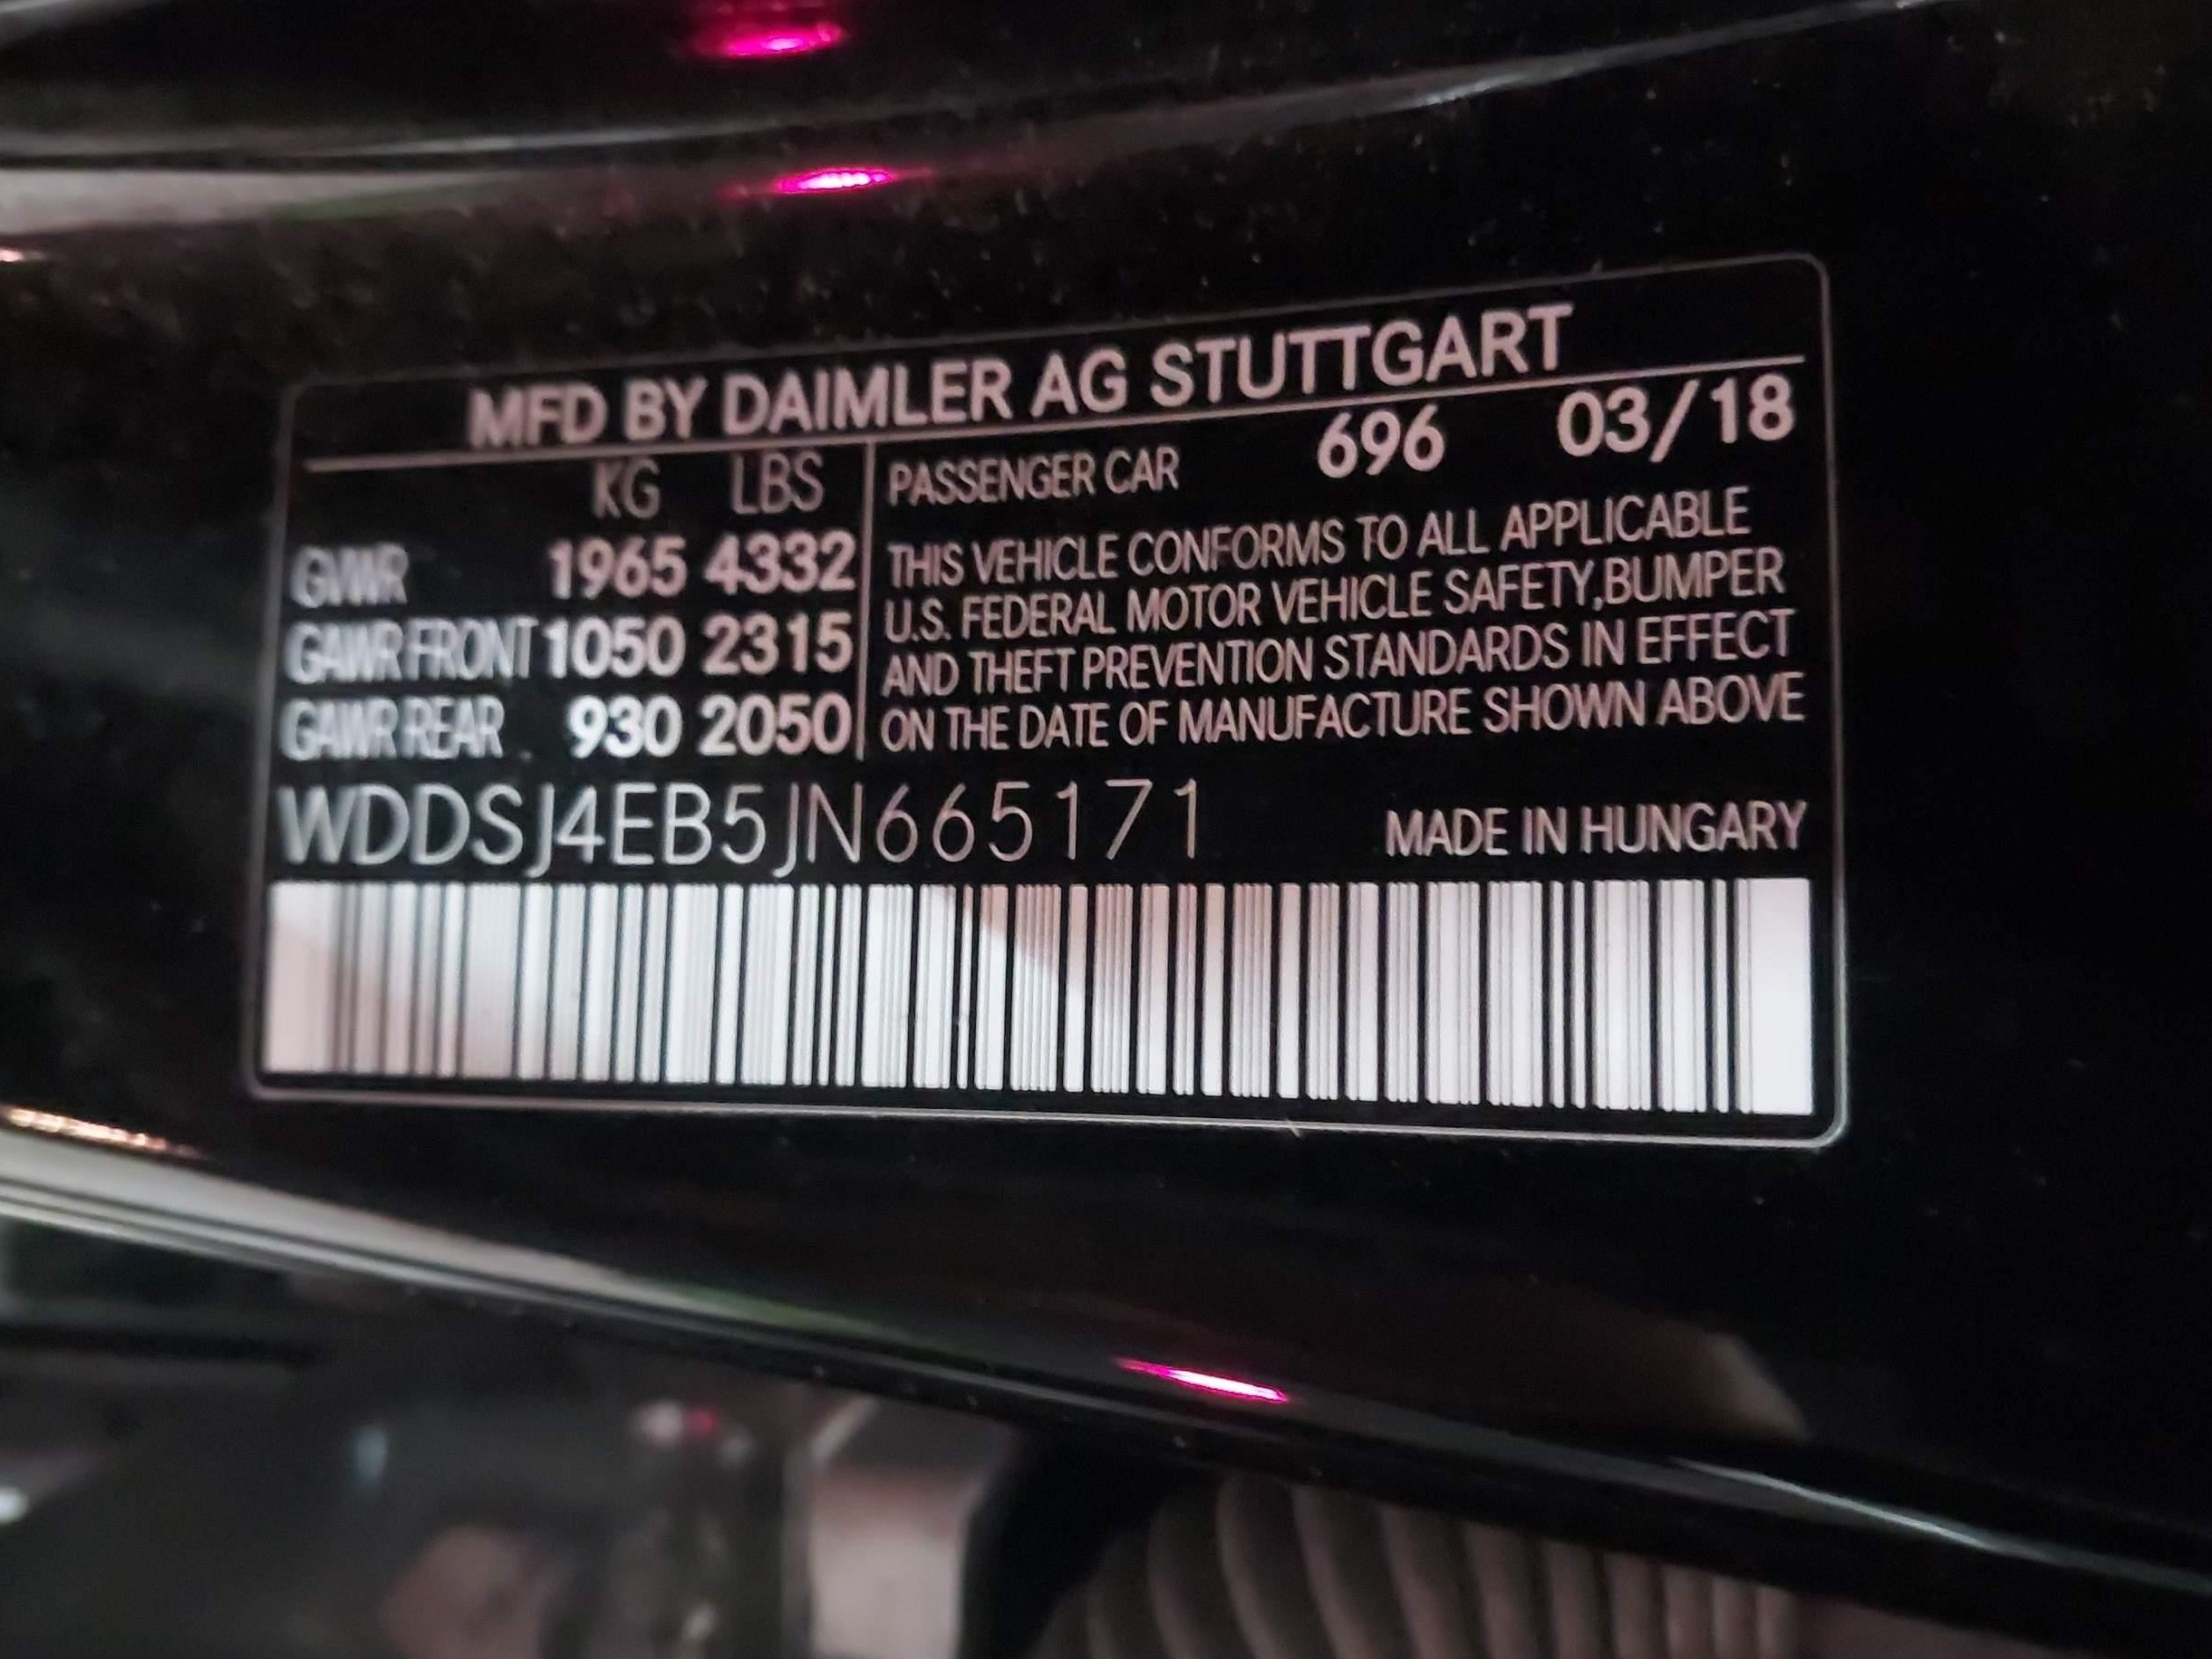 MFD BY DAIMLER AG STUTTGART
KG LBS
GVWR 1965 4332
GAWR FRONT 1050 2315
GAWR REAR 930 2050
PASSENGER CAR 696 03/18
THIS VEHICLE CONFORMS TO ALL APPLICABLE
U.S. FEDERAL MOTOR VEHICLE SAFETY,BUMPER
AND THEFT PREVENTION STANDARDS IN EFFECT
ON THE DATE OF MANUFACTURE SHOWN ABOVE
WDDSJ4EB5JN665171
MADE IN HUNGARY